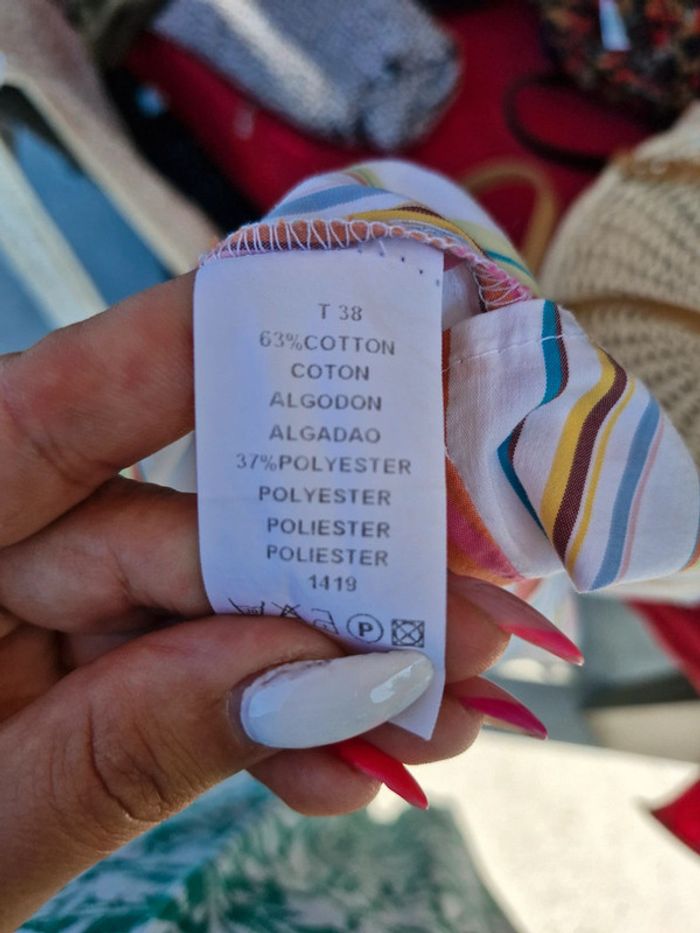 T 38
63%COTTON
COTON
ALGODON
ALGADAO
37%POLYESTER
POLYESTER
POLIESTER
POLIESTER
1419
P